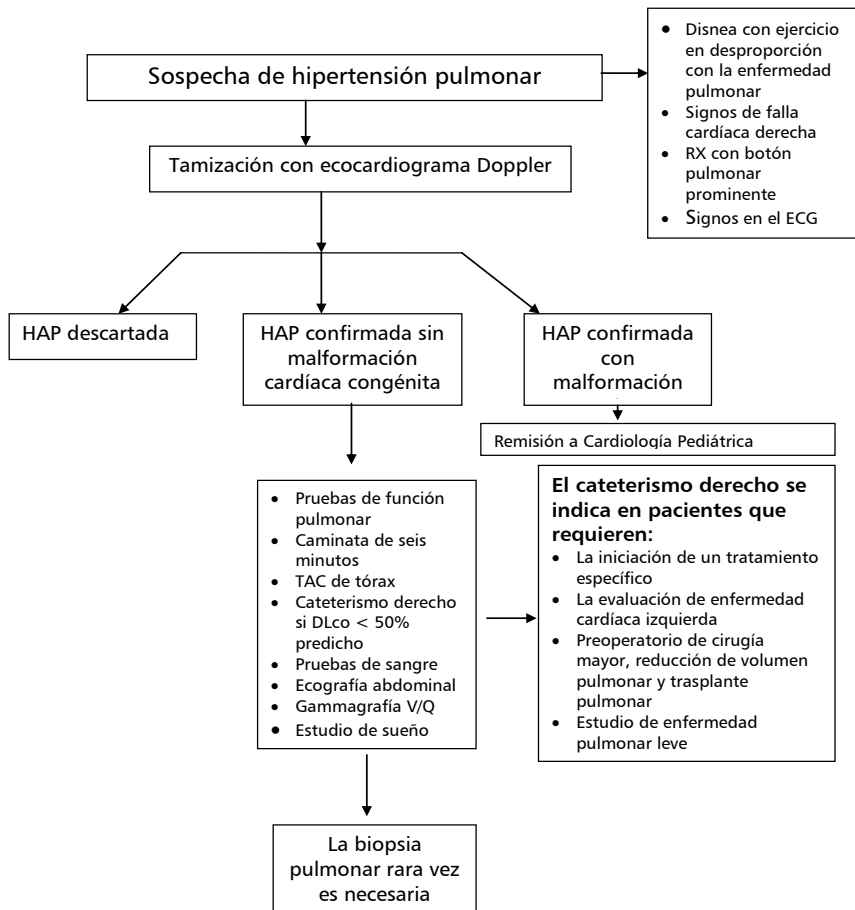 Sospecha de hipertensión pulmonar
• Disnea con ejercicio
en desproporción
con la enfermedad
pulmonar
• Signos de falla
cardíaca derecha
• RX con botón
pulmonar
prominente
• Signos en el ECG
Tamización con ecocardiograma Doppler
HAP descartada
HAP confirmada sin
malformación
cardíaca congénita
HAP confirmada
con
malformación
Remisión a Cardiología Pediátrica
• Pruebas de función
pulmonar
• Caminata de seis
minutos
• TAC de tórax
• Cateterismo derecho
si DLco < 50%
predicho
• Pruebas de sangre
• Ecografía abdominal
• Gammagrafía V/Q
• Estudio de sueño
El cateterismo derecho se
indica en pacientes que
requieren:
• La iniciación de un tratamiento
específico
• La evaluación de enfermedad
cardíaca izquierda
• Preoperatorio de cirugía
mayor, reducción de volumen
pulmonar y trasplante
pulmonar
• Estudio de enfermedad
pulmonar leve
La biopsia
pulmonar rara vez
es necesaria